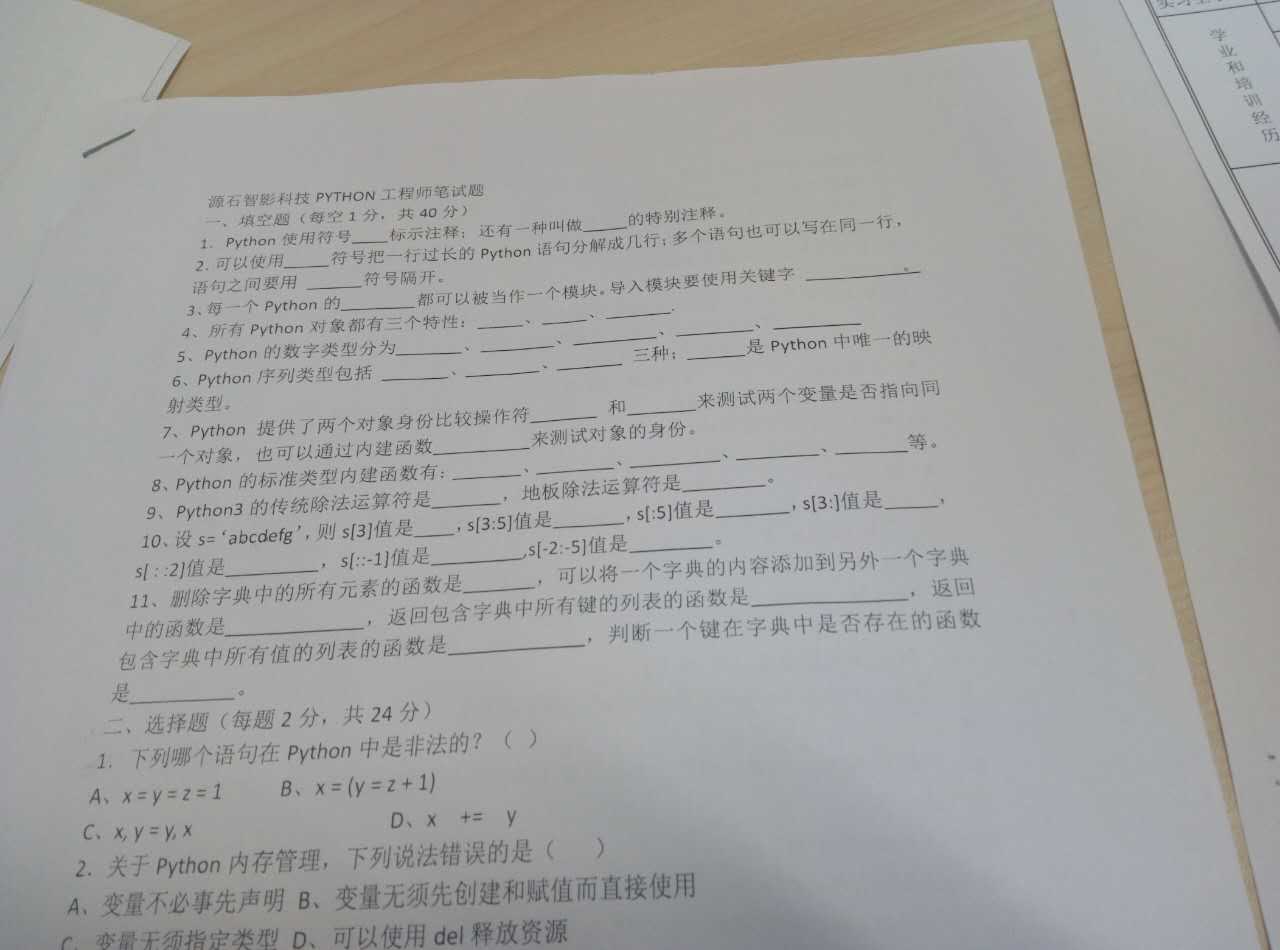 源石智影科技 PYTHON 工程师笔试题
一、填空题（每空 1 分，共 40 分）
1. Python 使用符号____标示注释；还有一种叫做_____的特别注释。
2. 可以使用_____符号把一行过长的 Python 语句分解成几行；多个语句也可以写在同一行，
语句之间要用 ______符号隔开。
3、每一个 Python 的________都可以被当作一个模块。导入模块要使用关键字 ____________。
4、所有 Python 对象都有三个特性：_____、_____、_______.
5、Python 的数字类型分为_______、________、_________、________、_________
6、Python 序列类型包括 _______、________、_______ 三种；______是 Python 中唯一的映
射类型。
7、Python 提供了两个对象身份比较操作符_______ 和_______来测试两个变量是否指向同
一个对象，也可以通过内建函数__________来测试对象的身份。
8、Python 的标准类型内建函数有：_______、________、_________、________、_______等。
9、Python3 的传统除法运算符是_______，地板除法运算符是________。
10、设 s= ‘abcdefg’，则 s[3]值是____，s[3:5]值是_______，s[:5]值是_______，s[3:]值是_____，
s[ : :2]值是_________，s[::-1]值是_________,s[-2:-5]值是________。
11、删除字典中的所有元素的函数是_______，可以将一个字典的内容添加到另外一个字典
中的函数是_____________，返回包含字典中所有键的列表的函数是_______________，返回
包含字典中所有值的列表的函数是_____________，判断一个键在字典中是否存在的函数
是__________。
二、选择题（每题 2 分，共 24 分）
1. 下列哪个语句在 Python 中是非法的？（ ）
A、x = y = z = 1 B、x = (y = z + 1)
C、x, y = y, x D、x += y
2. 关于 Python 内存管理，下列说法错误的是（ ）
A、变量不必事先声明 B、变量无须先创建和赋值而直接使用
C、变量无须指定类型 D、可以使用 del 释放资源
学业和培训经历